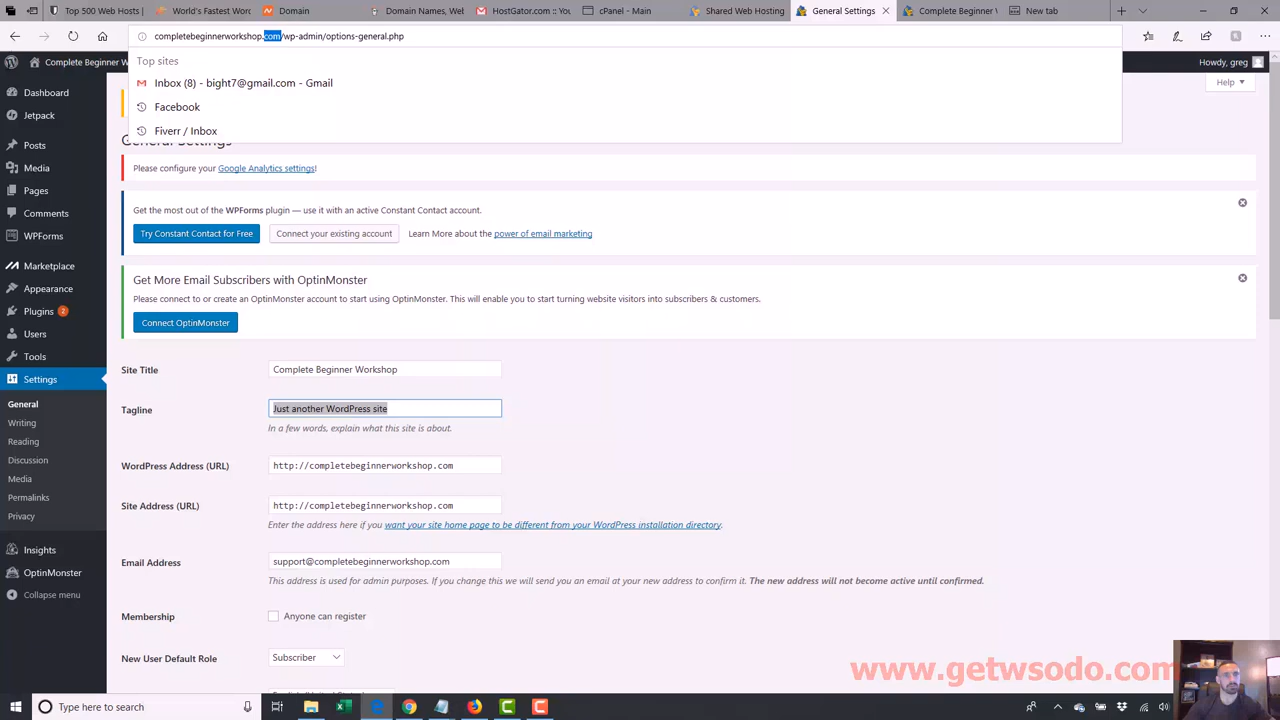 Top 500 Wordl
Domain Names, Web
HostGator.com :: You
Shared Web Hosting
General Settings
Complete Beginner W
completebeginnerworkshop.com/wp-admin/options-general.php
Complete Beginner W
Howdy, greg
Help
Top sites
Inbox (8) - bight7@gmail.com - Gmail
Facebook
Fiverr / Inbox
General Settings
Please configure your Google Analytics settings!
Get the most out of the WPForms plugin — use it with an active Constant Contact account.
Try Constant Contact for Free
Connect your existing account
Learn More about the power of email marketing
Get More Email Subscribers with OptinMonster
Please connect to or create an OptinMonster account to start using OptinMonster. This will enable you to start turning website visitors into subscribers & customers.
Connect OptinMonster
Dashboard
Jetpack
Posts
Media
Pages
Comments
WPForms
Marketplace
Appearance
Plugins 2
Users
Tools
Settings
General
Writing
Reading
Discussion
Media
Permalinks
Privacy
Insights
OptinMonster
Collapse menu
Site Title
Complete Beginner Workshop
Tagline
Just another WordPress site
In a few words, explain what this site is about.
WordPress Address (URL)
http://completebeginnerworkshop.com
Site Address (URL)
http://completebeginnerworkshop.com
Enter the address here if you want your site home page to be different from your WordPress installation directory.
Email Address
support@completebeginnerworkshop.com
This address is used for admin purposes. If you change this we will send you an email at your new address to confirm it. The new address will not become active until confirmed.
Membership
Anyone can register
New User Default Role
Subscriber
www.getwsodo.com
Type here to search